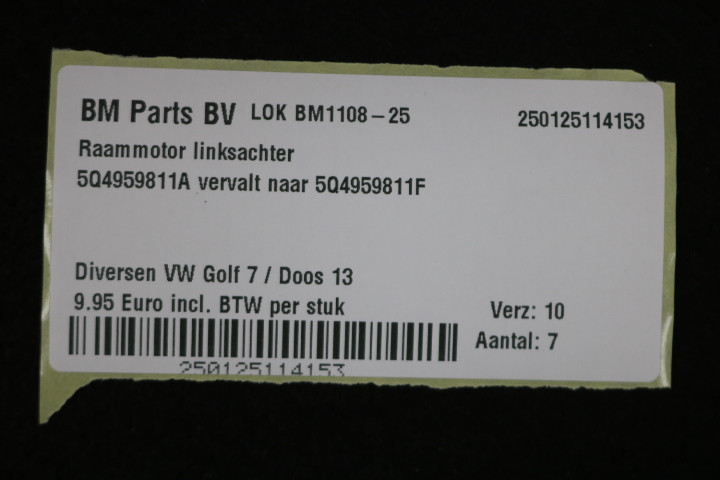 BM Parts BV LOK BM1108-25 250125114153
Raammotor linksachter
5Q4959811A vervalt naar 5Q4959811F
Diversen VW Golf 7 / Doos 13
9.95 Euro incl. BTW per stuk Verz: 10
Aantal: 7
250125114153